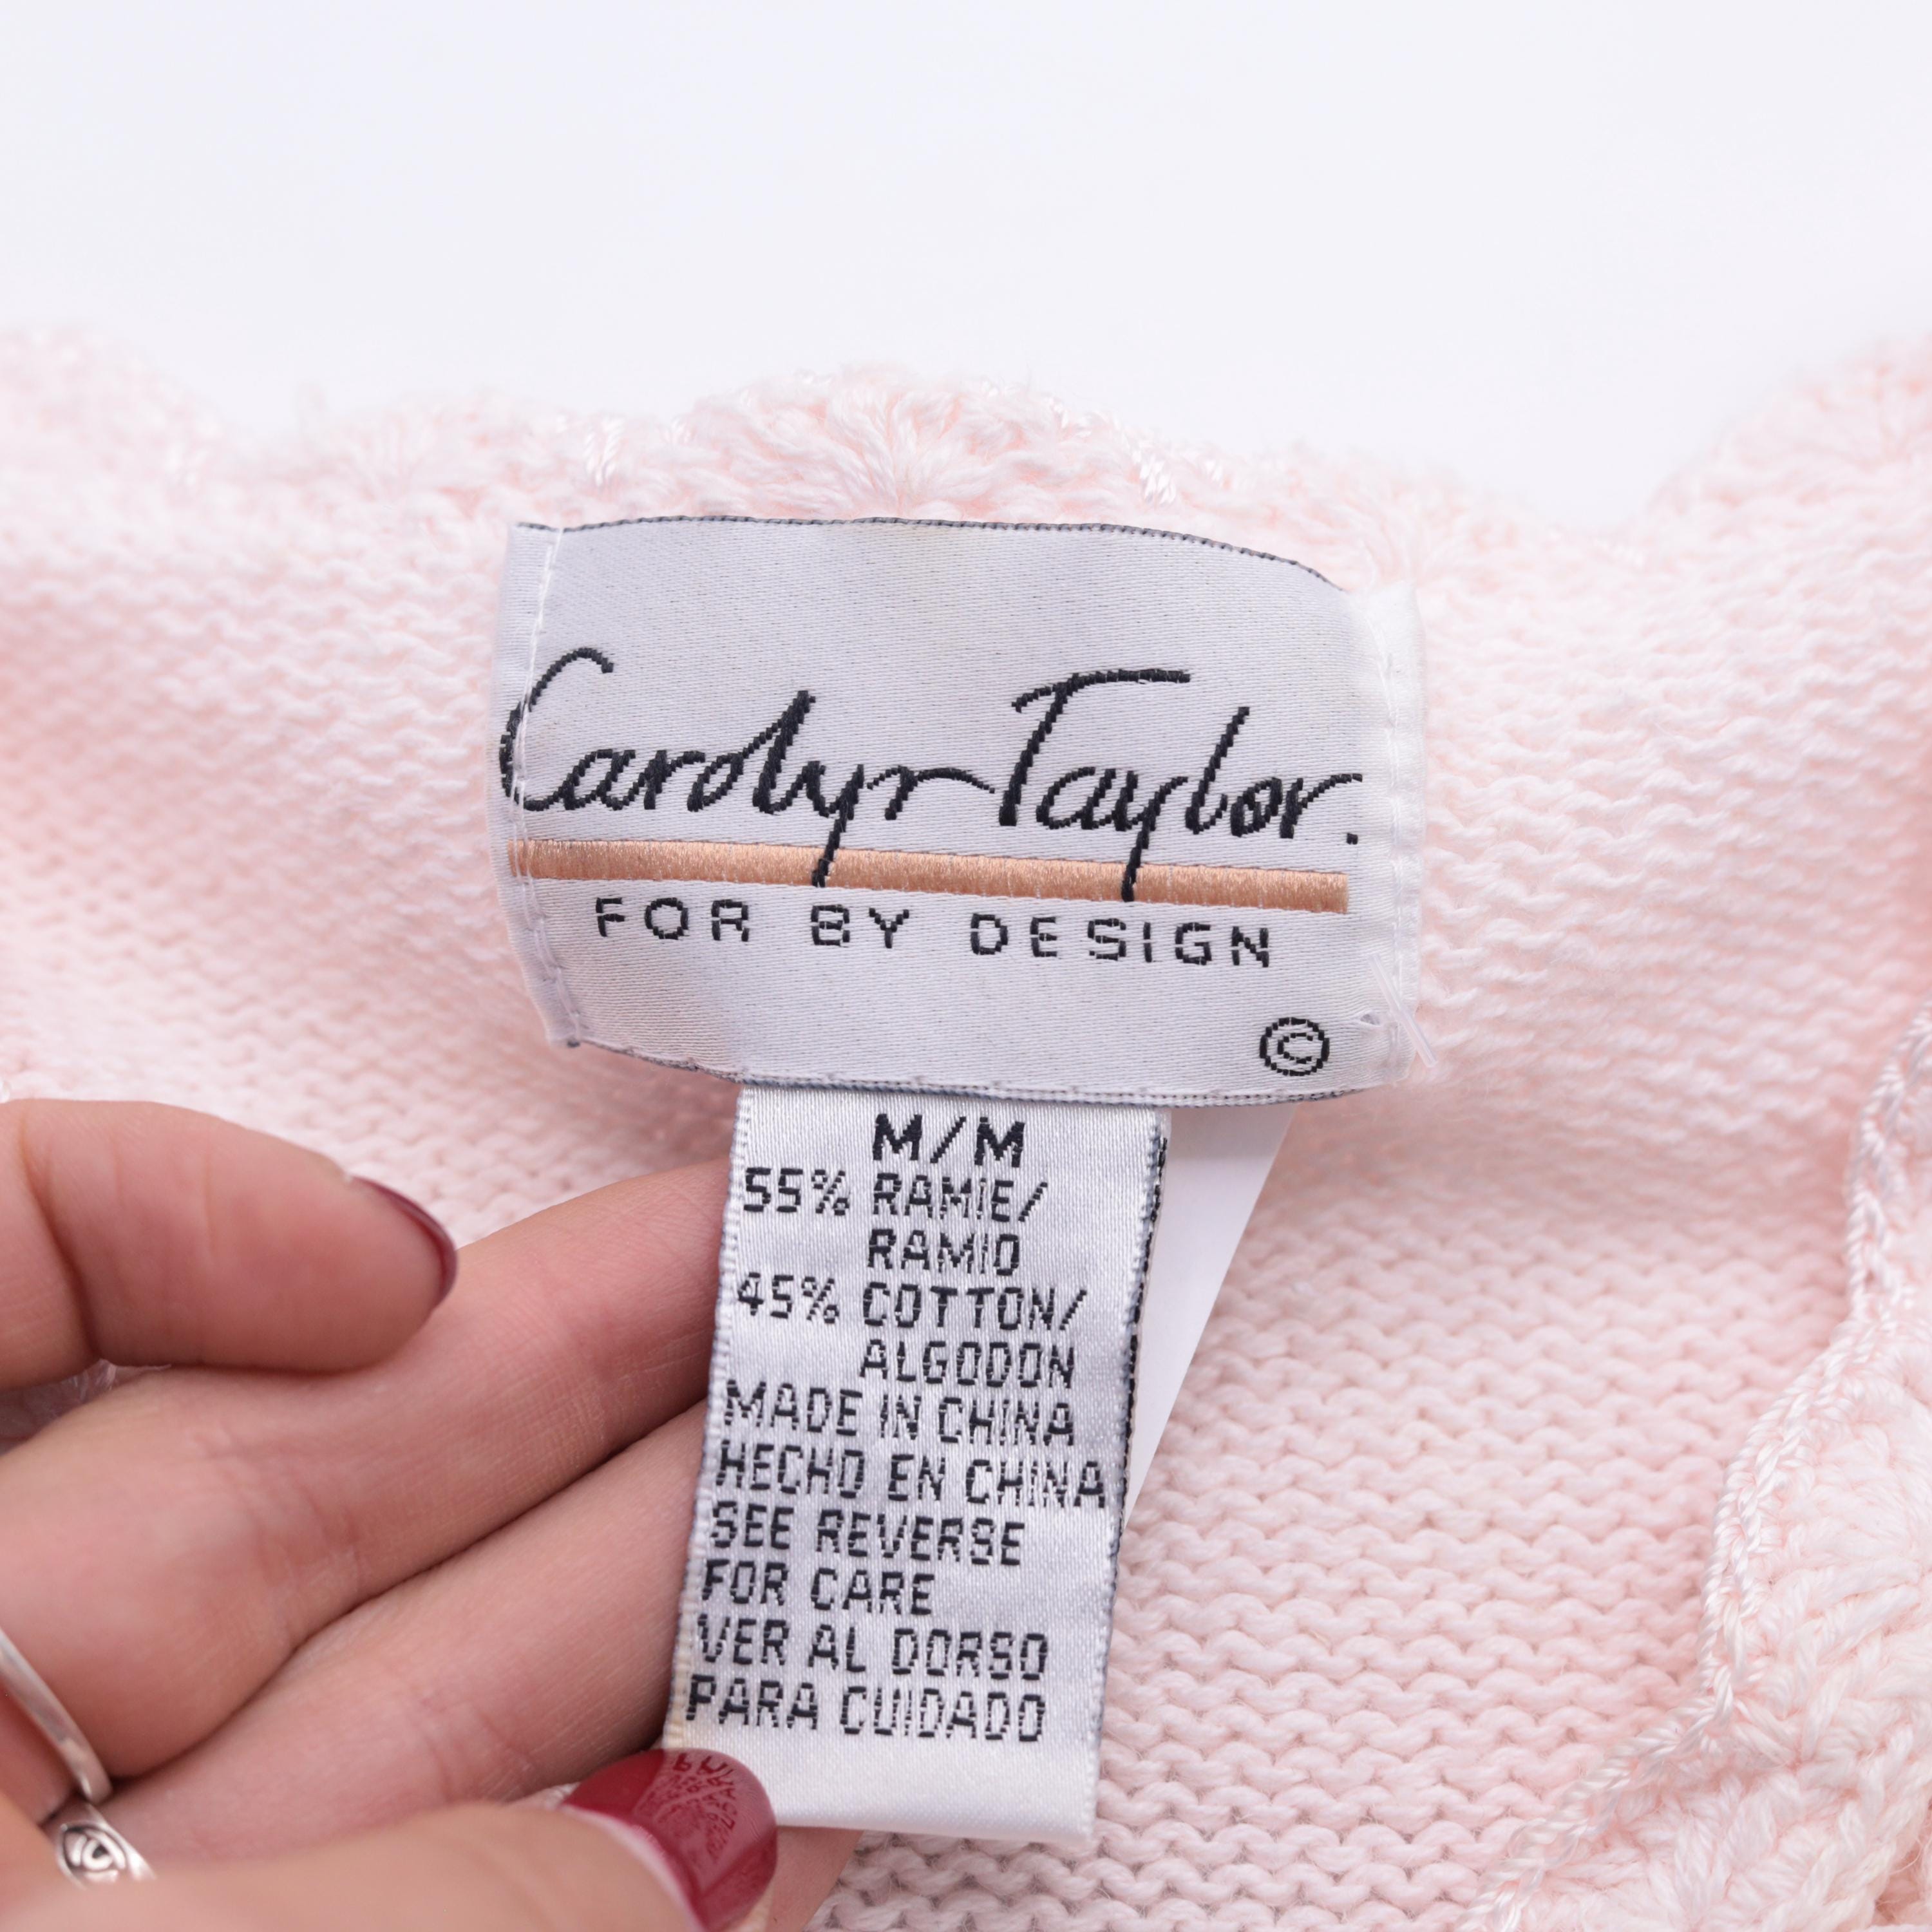 Carolyn Taylor.
FOR BY DESIGN
©
M/M
55% RAMIE/
RAMIO
45% COTTON/
ALGODON
MADE IN CHINA
HECHO EN CHINA
SEE REVERSE
FOR CARE
VER AL DORSO
PARA CUIDADO